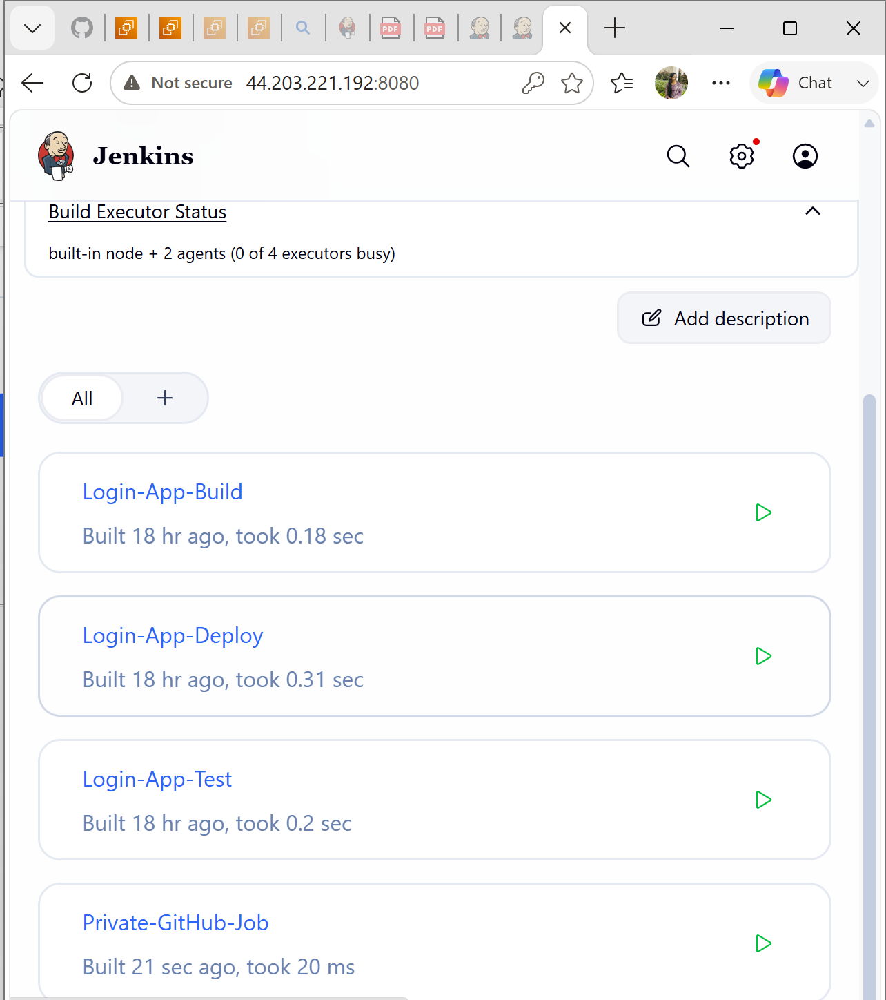 PDF
PDF
Not secure
44.203.221.192:8080
Chat
Jenkins
Build Executor Status
built-in node + 2 agents (0 of 4 executors busy)
Add description
All
Login-App-Build
Built 18 hr ago, took 0.18 sec
Login-App-Deploy
Built 18 hr ago, took 0.31 sec
Login-App-Test
Built 18 hr ago, took 0.2 sec
Private-GitHub-Job
Built 21 sec ago, took 20 ms